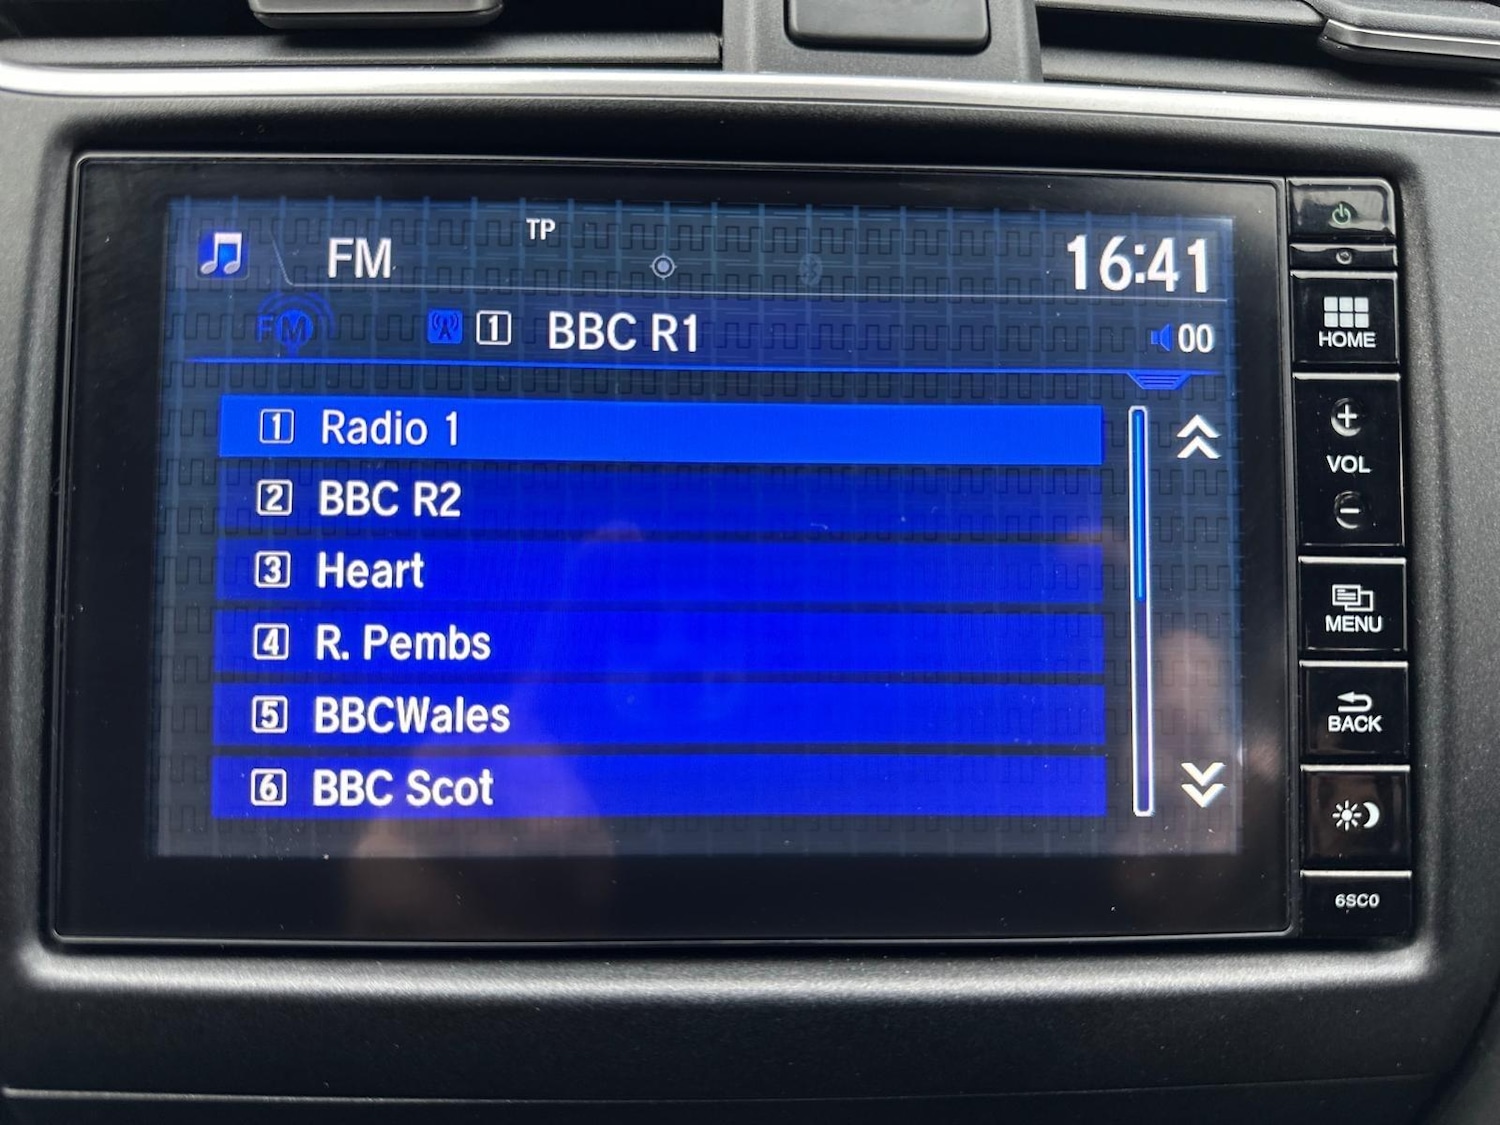 TP
FM 16:41
FM 1 BBC R1 00
1 Radio 1
2 BBC R2
3 Heart
4 R. Pembs
5 BBCWales
6 BBC Scot
HOME
+
VOL
−
MENU
BACK
6SC0